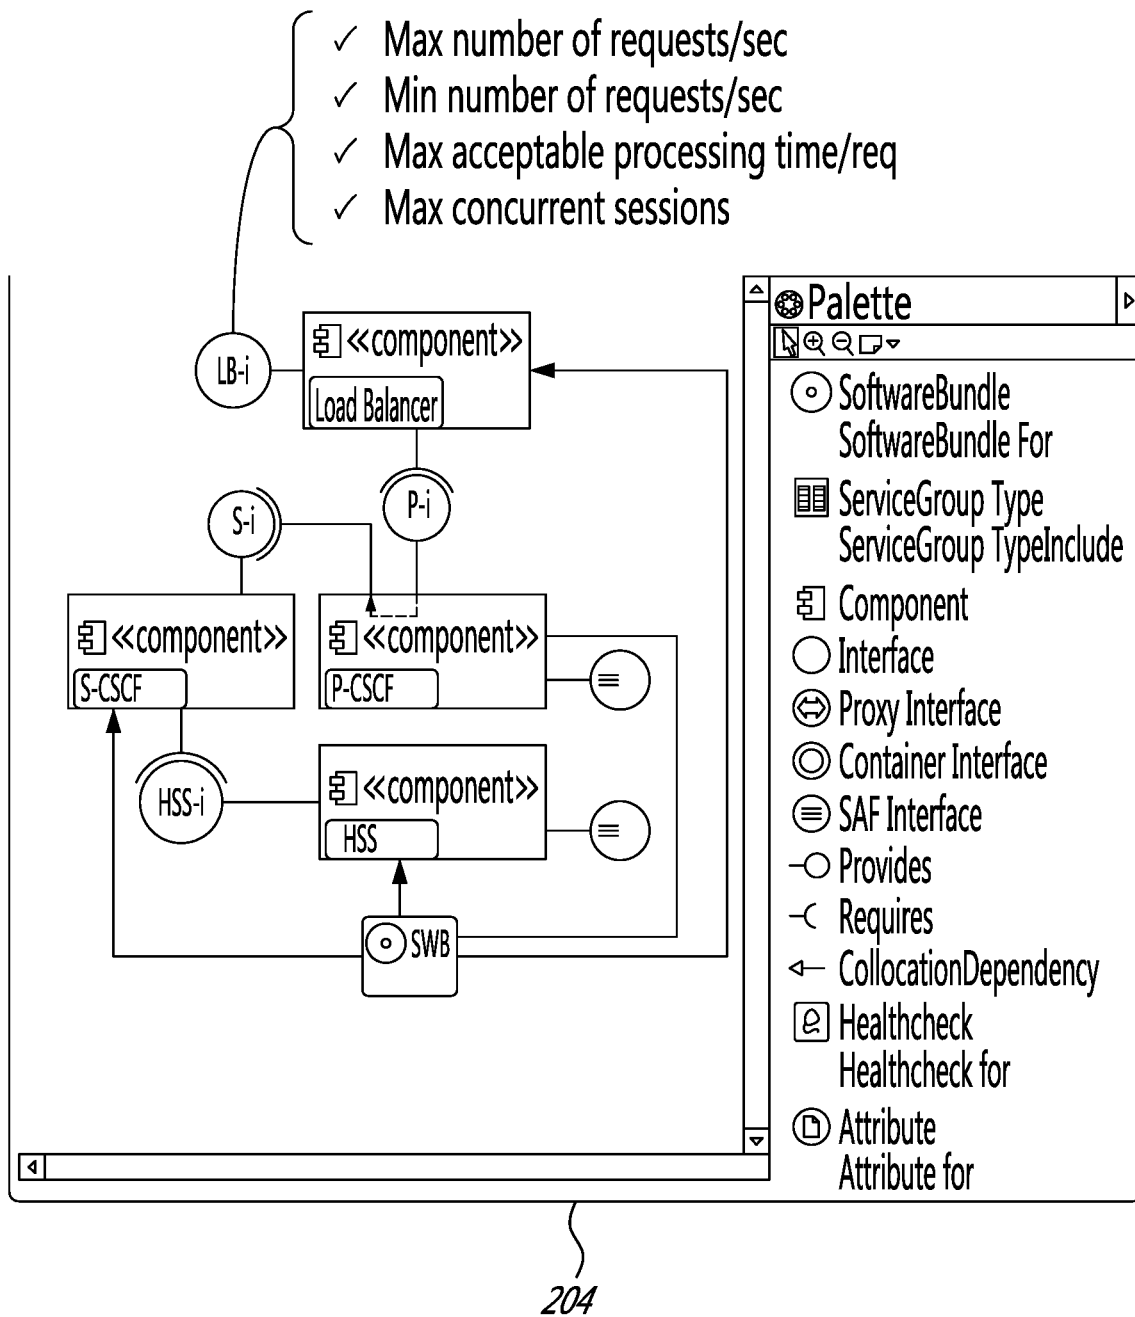 ✓ Max number of requests/sec
✓ Min number of requests/sec
✓ Max acceptable processing time/req
✓ Max concurrent sessions
LB-i
<<component>>
Load Balancer
P-i
S-i
<<component>>
S-CSCF
<<component>>
P-CSCF
HSS-i
<<component>>
HSS
SWB
Palette
SoftwareBundle
SoftwareBundle For
ServiceGroup Type
ServiceGroup TypeInclude
Component
Interface
Proxy Interface
Container Interface
SAF Interface
Provides
Requires
CollocationDependency
Healthcheck
Healthcheck for
Attribute
Attribute for
204